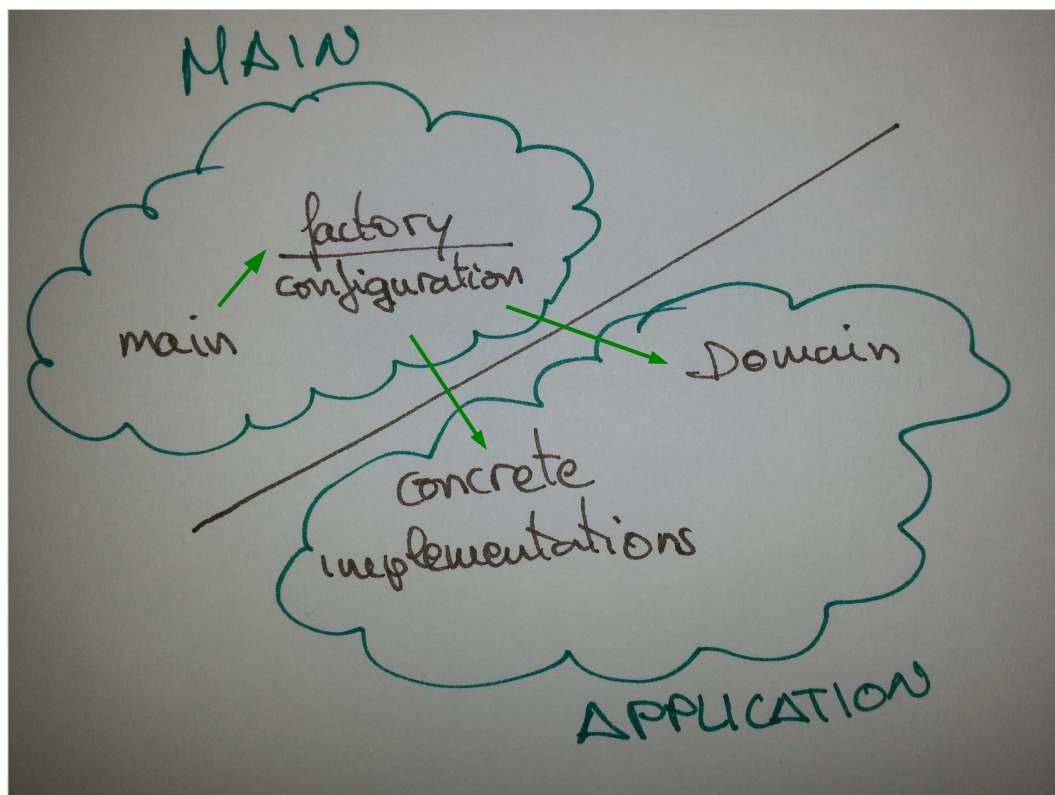 MAIN
factory
configuration
main
Domain
concrete
implementations
APPLICATION